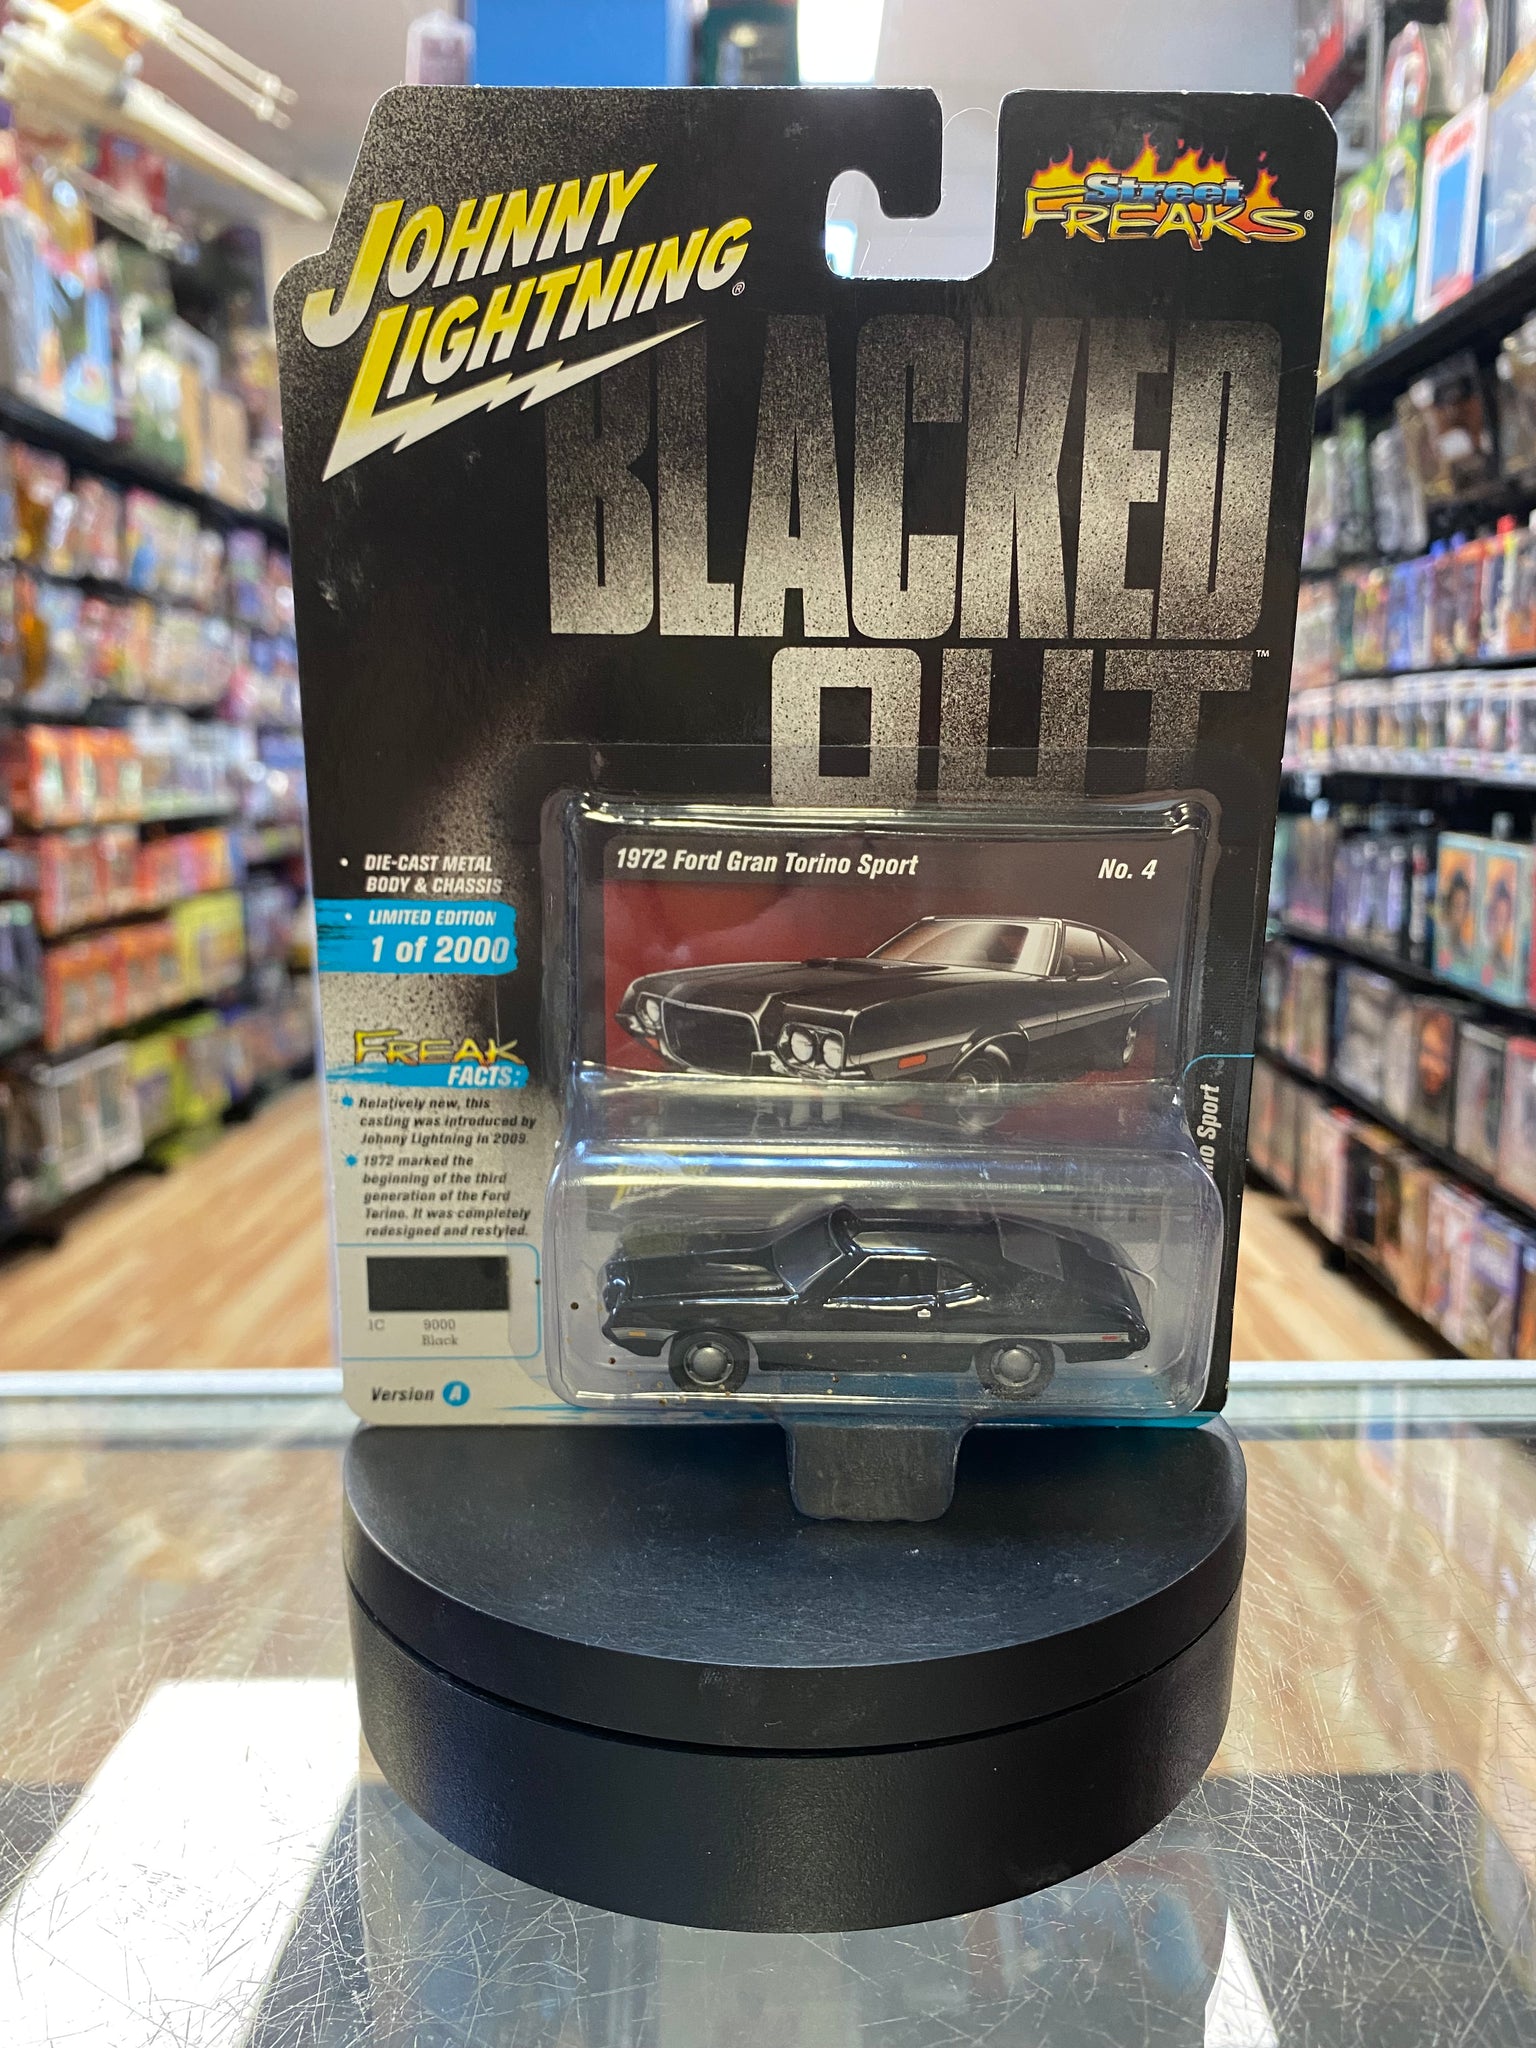 JOHNNY
LIGHTNING®
Street
FREAKS®
BLACKED
OUT™
1972 Ford Gran Torino Sport
No. 4
• DIE-CAST METAL
BODY & CHASSIS
• LIMITED EDITION
1 of 2000
FREAK
FACTS:
Relatively new, this
casting was introduced by
Johnny Lightning in 2009.
1972 marked the
beginning of the third
generation of the Ford
Torino. It was completely
redesigned and restyled.
1C 9000
Black
Version A
Sport